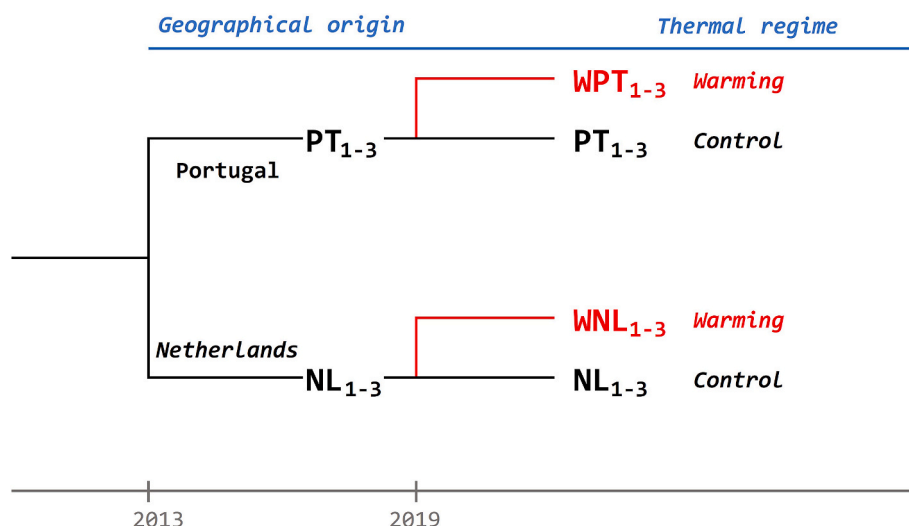 Geographical origin Thermal regime
WPT1-3 Warming
PT1-3 PT1-3 Control
Portugal
WNL1-3 Warming
Netherlands
NL1-3 NL1-3 Control
2013 2019